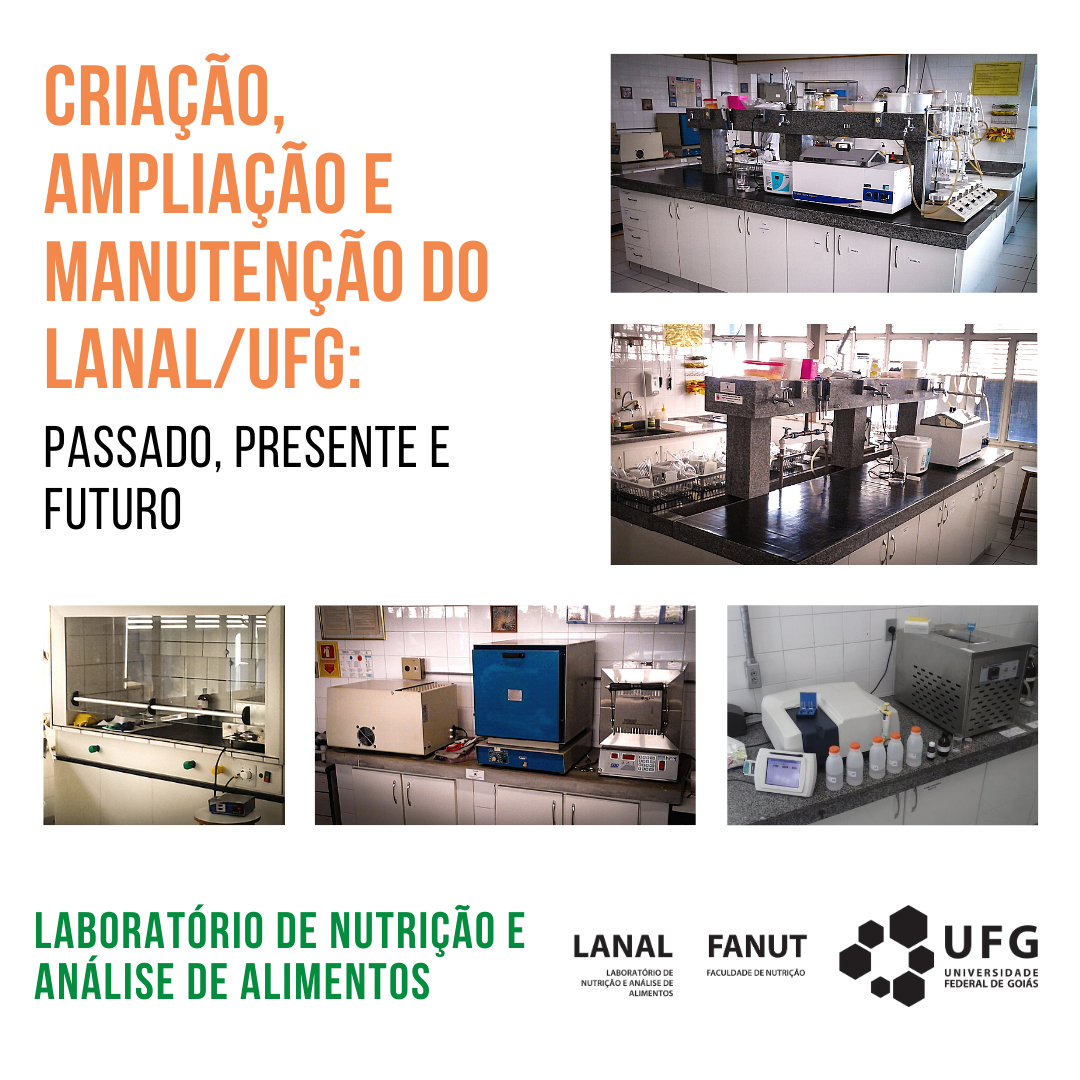 CRIAÇÃO,
AMPLIAÇÃO E
MANUTENÇÃO DO
LANAL/UFG:
PASSADO, PRESENTE E
FUTURO
LABORATÓRIO DE NUTRIÇÃO E
ANÁLISE DE ALIMENTOS
LANAL
LABORATÓRIO DE
NUTRIÇÃO E ANÁLISE DE
ALIMENTOS
FANUT
FACULDADE DE NUTRIÇÃO
UFG
UNIVERSIDADE
FEDERAL DE GOIÁS